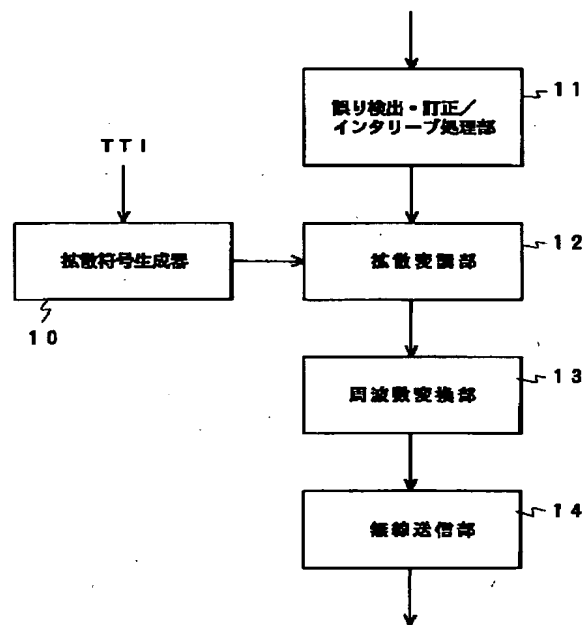 誤り検出・訂正／
インタリーブ処理部
11
TTI
拡散符号生成器
10
拡散変調部
12
周波数変換部
13
無線送信部
14